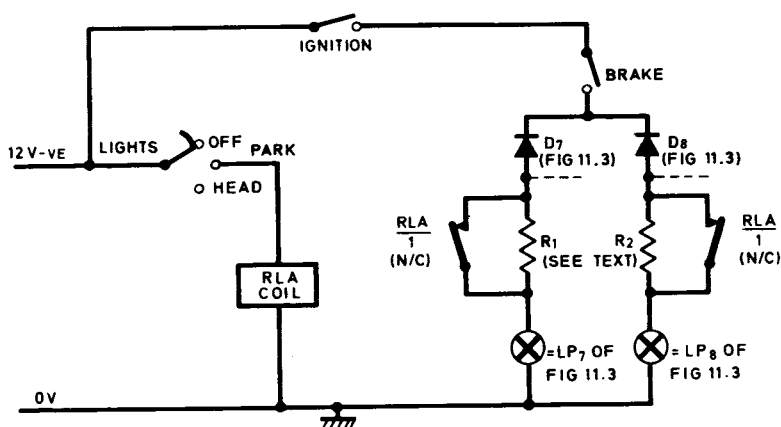 IGNITION
BRAKE
12 V-VE
LIGHTS
OFF
PARK
HEAD
D7
(FIG 11.3)
D8
(FIG 11.3)
RLA
1
(N/C)
R1
(SEE TEXT)
R2
RLA
1
(N/C)
RLA
COIL
=LP7 OF
FIG 11.3
=LP8 OF
FIG 11.3
0V